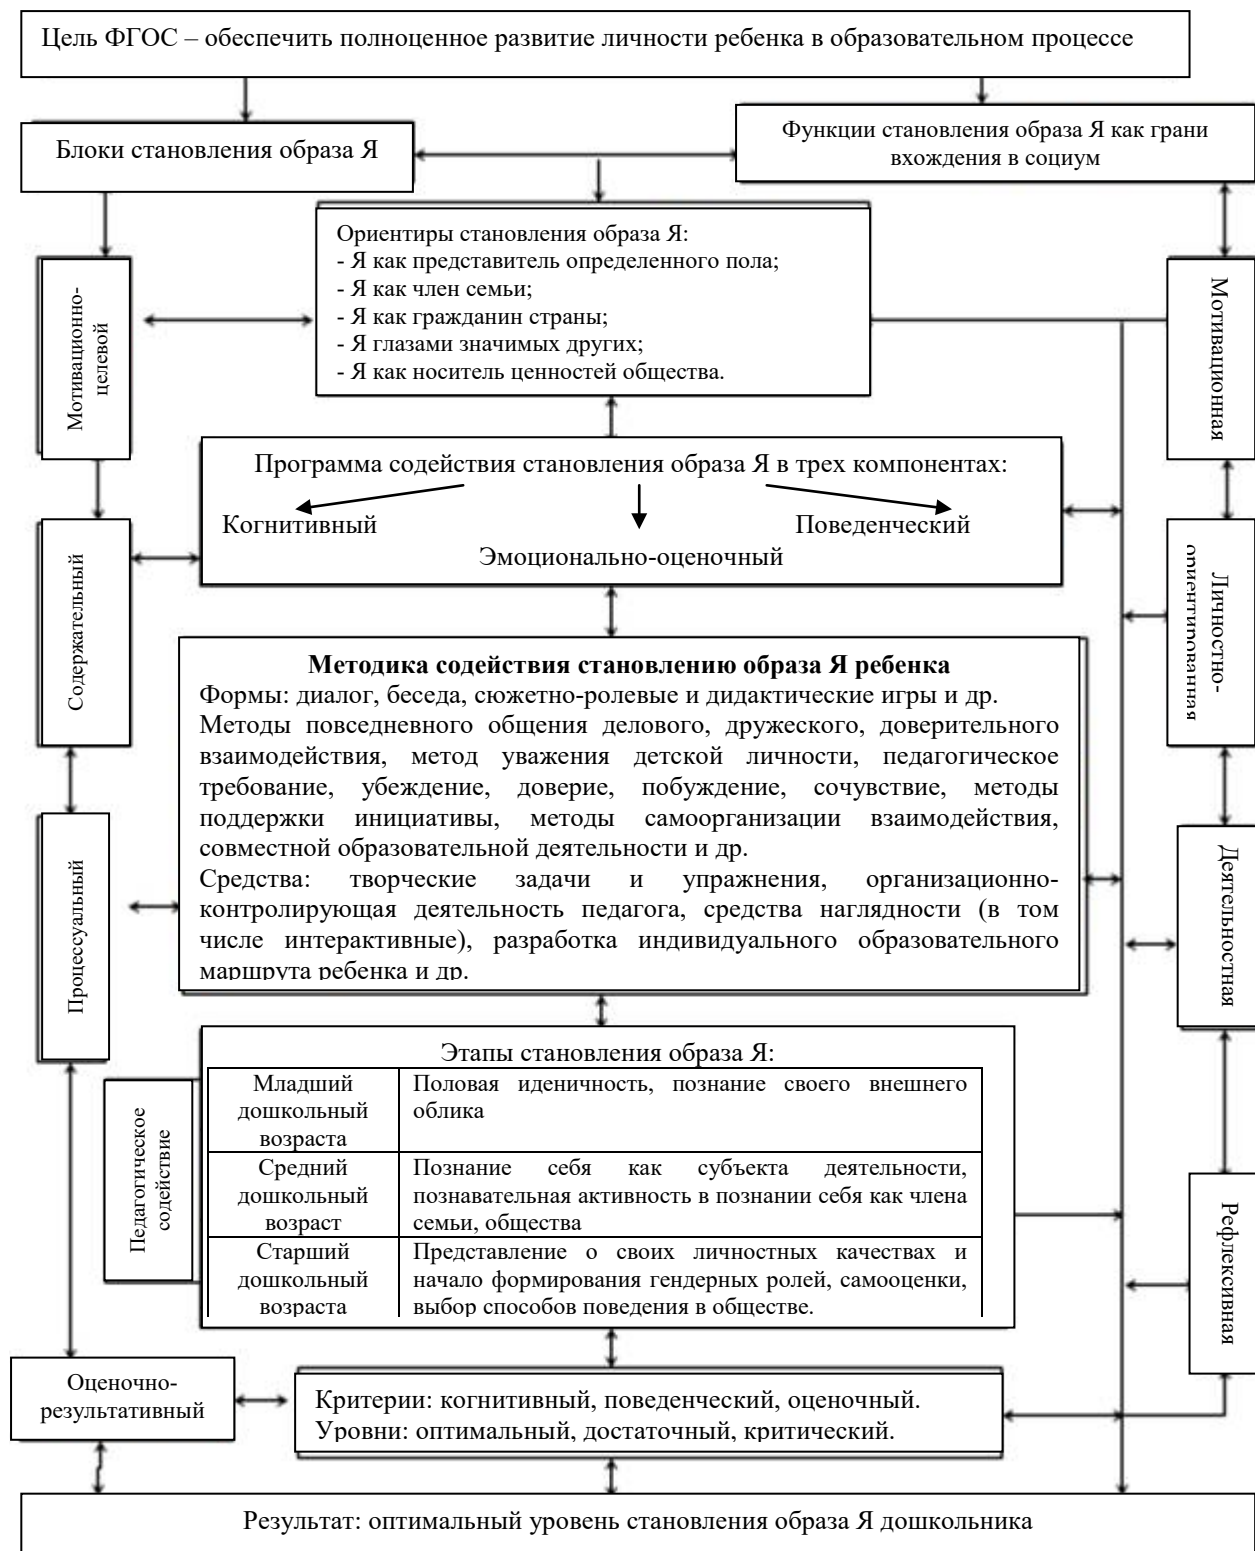 Цель ФГОС – обеспечить полноценное развитие личности ребенка в образовательном процессе
Блоки становления образа Я
Функции становления образа Я как грани
вхождения в социум
Ориентиры становления образа Я:
- Я как представитель определенного пола;
- Я как член семьи;
- Я как гражданин страны;
- Я глазами значимых других;
- Я как носитель ценностей общества.
Мотивационно-
целевой
Мотивационная
Программа содействия становления образа Я в трех компонентах:
Когнитивный
Поведенческий
Эмоционально-оценочный
Содержательный
Личностно-
ориентированная
Методика содействия становлению образа Я ребенка
Формы: диалог, беседа, сюжетно-ролевые и дидактические игры и др.
Методы повседневного общения делового, дружеского, доверительного
взаимодействия, метод уважения детской личности, педагогическое
требование, убеждение, доверие, побуждение, сочувствие, методы
поддержки инициативы, методы самоорганизации взаимодействия,
совместной образовательной деятельности и др.
Средства: творческие задачи и упражнения, организационно-
контролирующая деятельность педагога, средства наглядности (в том
числе интерактивные), разработка индивидуального образовательного
маршрута ребенка и др.
Процессуальный
Деятельностная
Этапы становления образа Я:
Младший
дошкольный
возраста
Половая иденичность, познание своего внешнего
облика
Средний
дошкольный
возраст
Познание себя как субъекта деятельности,
познавательная активность в познании себя как члена
семьи, общества
Старший
дошкольный
возраста
Представление о своих личностных качествах и
начало формирования гендерных ролей, самооценки,
выбор способов поведения в обществе.
Педагогическое
содействие
Рефлексивная
Оценочно-
результативный
Критерии: когнитивный, поведенческий, оценочный.
Уровни: оптимальный, достаточный, критический.
Результат: оптимальный уровень становления образа Я дошкольника